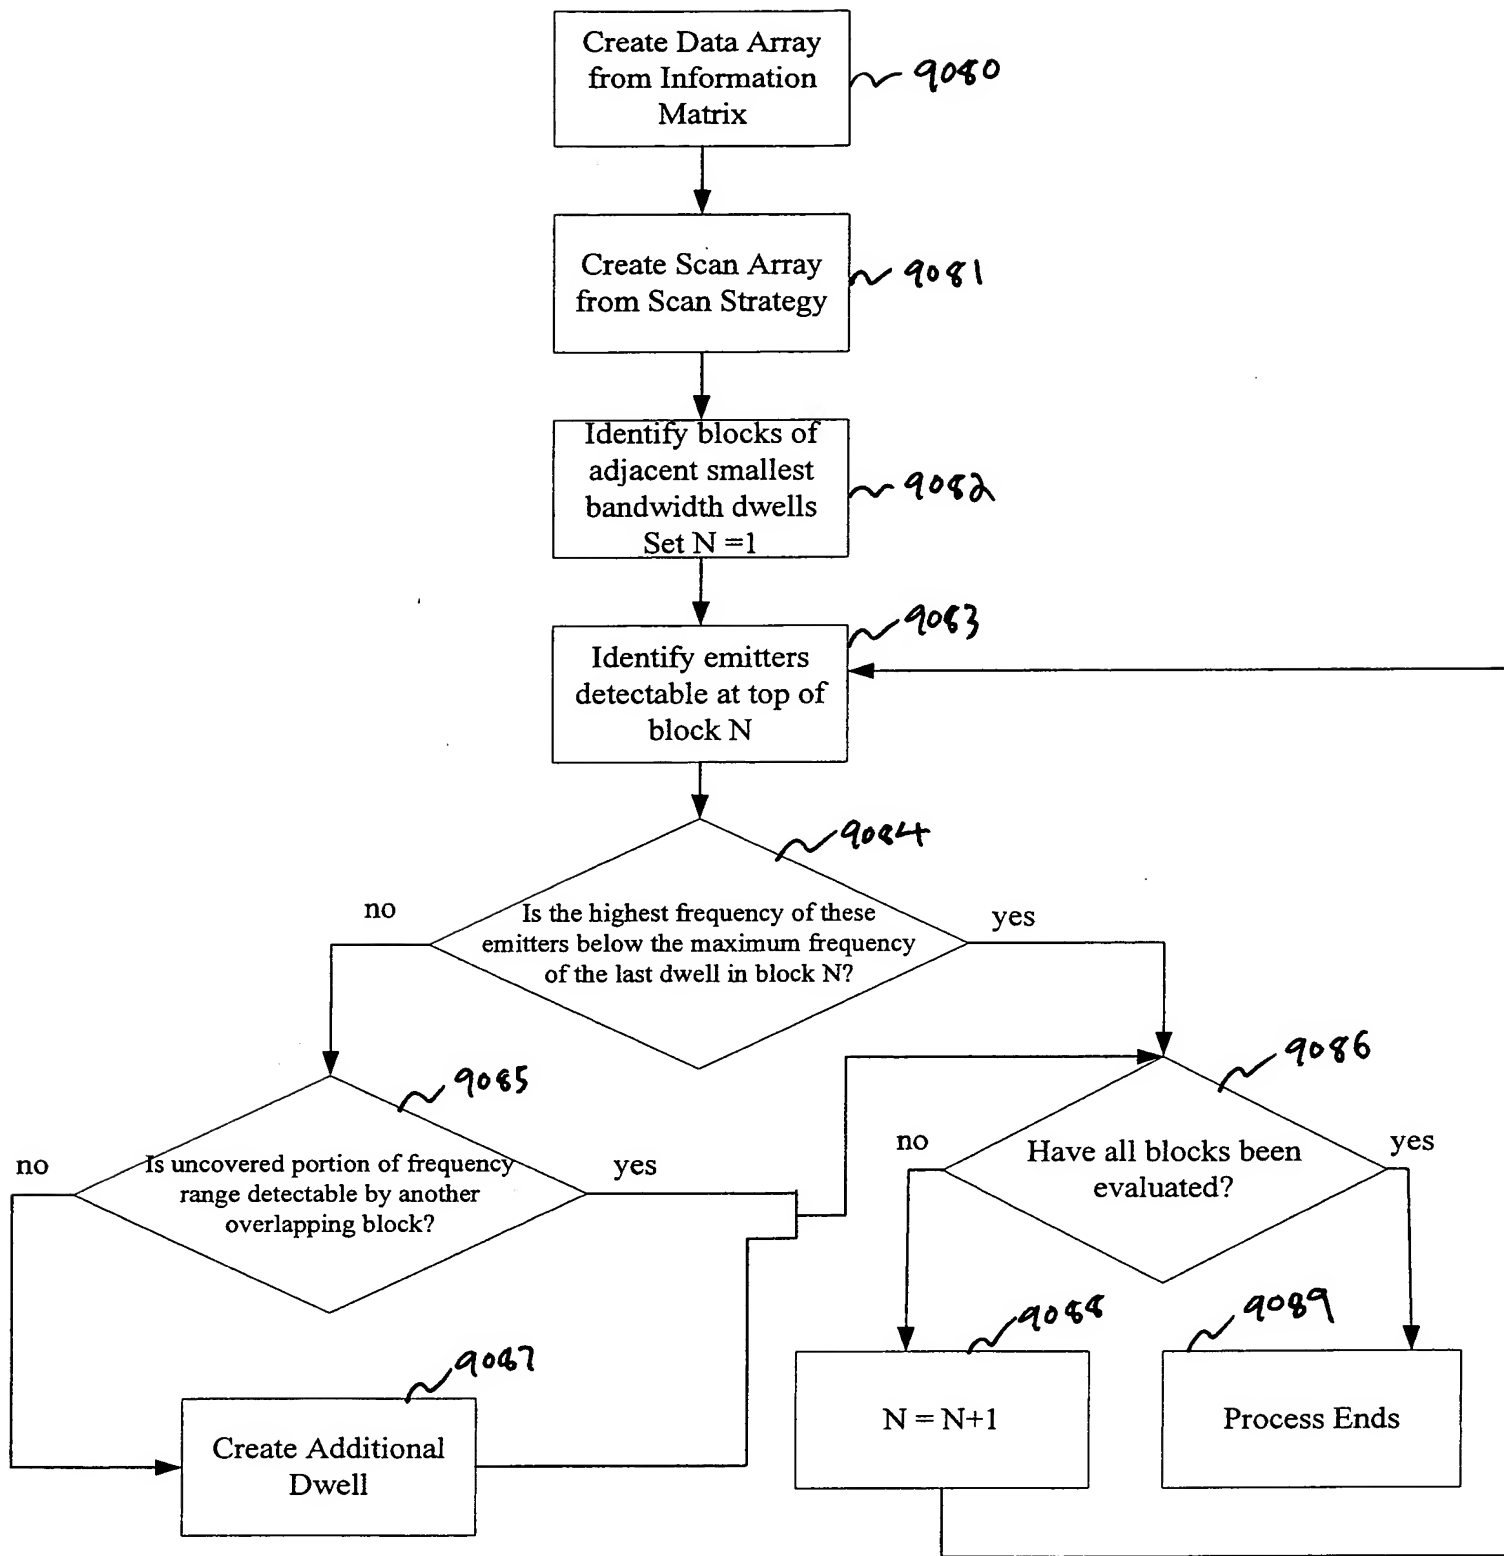 Create Data Array
from Information
Matrix
9080
Create Scan Array
from Scan Strategy
9081
Identify blocks of
adjacent smallest
bandwidth dwells
Set N =1
9082
Identify emitters
detectable at top of
block N
9083
9084
no
Is the highest frequency of these
emitters below the maximum frequency
of the last dwell in block N?
yes
9085
no
Is uncovered portion of frequency
range detectable by another
overlapping block?
yes
9086
no
Have all blocks been
evaluated?
yes
9087
Create Additional
Dwell
9088
N = N+1
9089
Process Ends